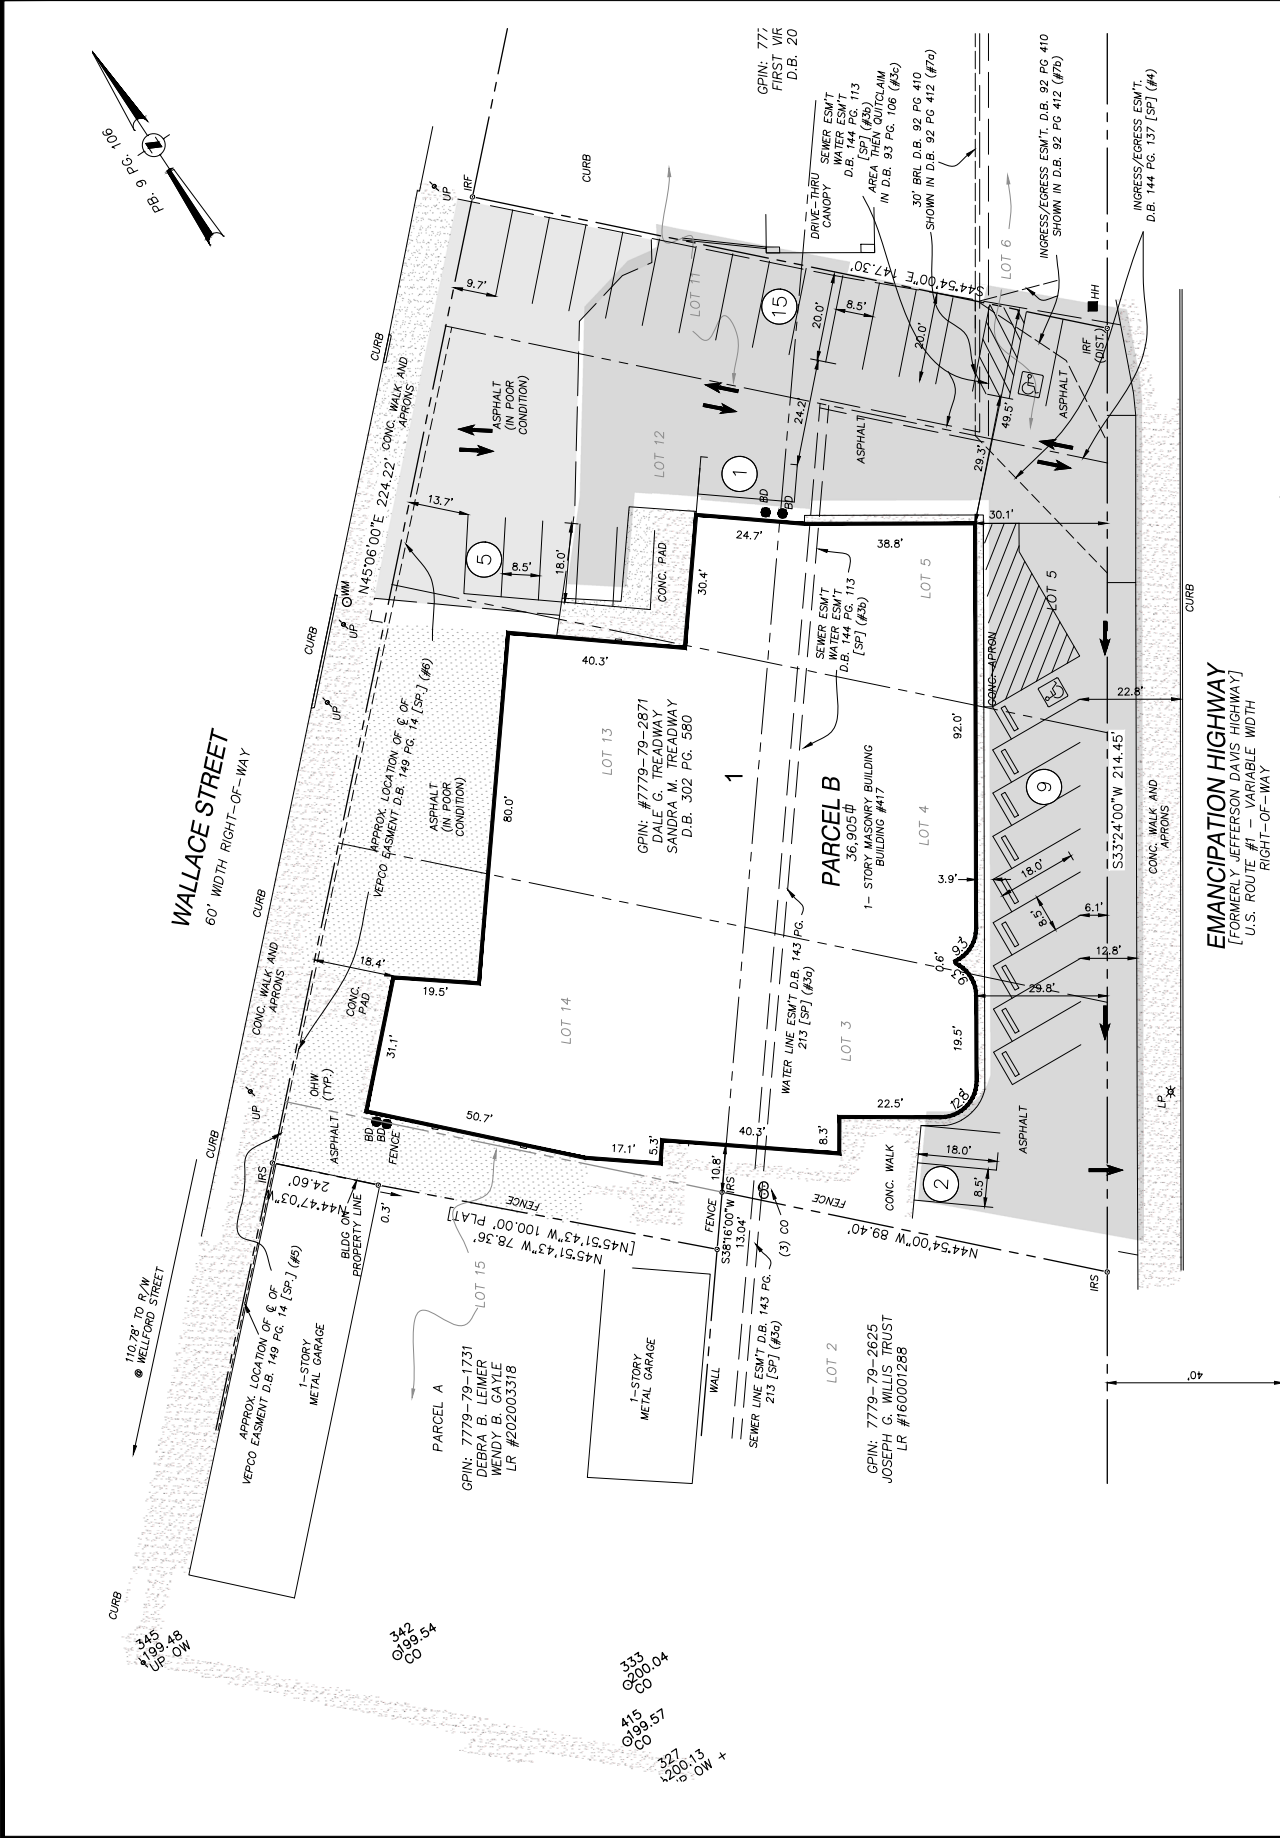 PB. 9 PG. 106
WALLACE STREET
60' WIDTH RIGHT-OF-WAY
110.78' TO R/W
@ WELLFORD STREET
CURB
CURB
CURB
CURB
CURB
CURB
CONC. WALK AND
APRONS
CONC. WALK AND
APRONS
N45°06'00"E 224.22'
UP
UP
UP
UP
WM
IRF
IRS
9.7'
13.7'
18.4'
ASPHALT
(IN POOR
CONDITION)
ASPHALT
(IN POOR
CONDITION)
APPROX. LOCATION OF ℄ OF
VEPCO EASMENT D.B. 149 PG. 14 [SP.] (#6)
APPROX. LOCATION OF ℄ OF
VEPCO EASMENT D.B. 149 PG. 14 [SP.] (#5)
5
8.5'
18.0'
CONC. PAD
CONC.
PAD
OHW
(TYP.)
ASPHALT
BD
BD
FENCE
N44°47'03"W
24.60'
BLDG ON
PROPERTY LINE
0.3'
1-STORY
METAL GARAGE
PARCEL A
GPIN: 7779-79-1731
DEBRA B. LEIMER
WENDY B. GAYLE
LR #202003318
LOT 15
N45°51'43"W 78.36'
[N45°51'43"W 100.00' PLAT]
FENCE
1-STORY
METAL GARAGE
WALL
FENCE
IRS
S38°16'00"W
13.04'
10.8'
(3) CO
FENCE
SEWER LINE ESM'T D.B. 143 PG.
213 [SP] (#3a)
LOT 2
GPIN: 7779-79-2625
JOSEPH G. WILLIS TRUST
LR #160001288
N44°54'00"W 89.40'
IRS
CONC. WALK
2
18.0'
8.5'
ASPHALT
31.1'
19.5'
80.0'
40.3'
30.4'
24.7'
38.8'
92.0'
9.3'
9.3'
0.6'
19.5'
12.8'
22.5'
8.3'
40.3'
5.3'
17.1'
50.7'
LOT 14
LOT 13
LOT 12
LOT 11
LOT 3
LOT 4
LOT 5
LOT 5
LOT 6
GPIN: #7779-79-2871
DALE G. TREADWAY
SANDRA M. TREADWAY
D.B. 302 PG. 580
1
PARCEL B
36,905
1- STORY MASONRY BUILDING
BUILDING #417
WATER LINE ESM'T D.B. 143 PG.
213 [SP] (#3a)
SEWER ESM'T
WATER ESM'T
D.B. 144 PG. 113
[SP] (#3b)
1
BD
BD
15
24.2'
20.0'
8.5'
20.0'
ASPHALT
S44°54'00"E 147.30'
DRIVE-THRU
CANOPY
SEWER ESM'T
WATER ESM'T
D.B. 144 PG. 113
[SP] (#3b)
AREA THEN QUITCLAIM
IN D.B. 93 PG. 106 (#3c)
30' BRL D.B. 92 PG 410
SHOWN IN D.B. 92 PG 412 (#7a)
INGRESS/EGRESS ESM'T. D.B. 92 PG 410
SHOWN IN D.B. 92 PG 412 (#7b)
INGRESS/EGRESS ESM'T.
D.B. 144 PG. 137 [SP] (#4)
GPIN: 777
FIRST VIR
D.B. 20
HH
IRF
(DIST.)
ASPHALT
49.5'
29.3'
30.1'
CONC. APRON
22.8'
9
3.9'
18.0'
8.5'
6.1'
12.8'
29.8'
S33°24'00"W 214.45'
CONC. WALK AND
APRONS
CURB
LP
EMANCIPATION HIGHWAY
[FORMERLY JEFFERSON DAVIS HIGHWAY]
U.S. ROUTE #1 - VARIABLE WIDTH
RIGHT-OF-WAY
40'
345
199.48
UP OW
342
199.54
CO
333
200.04
CO
415
199.57
CO
327
200.13
OW +